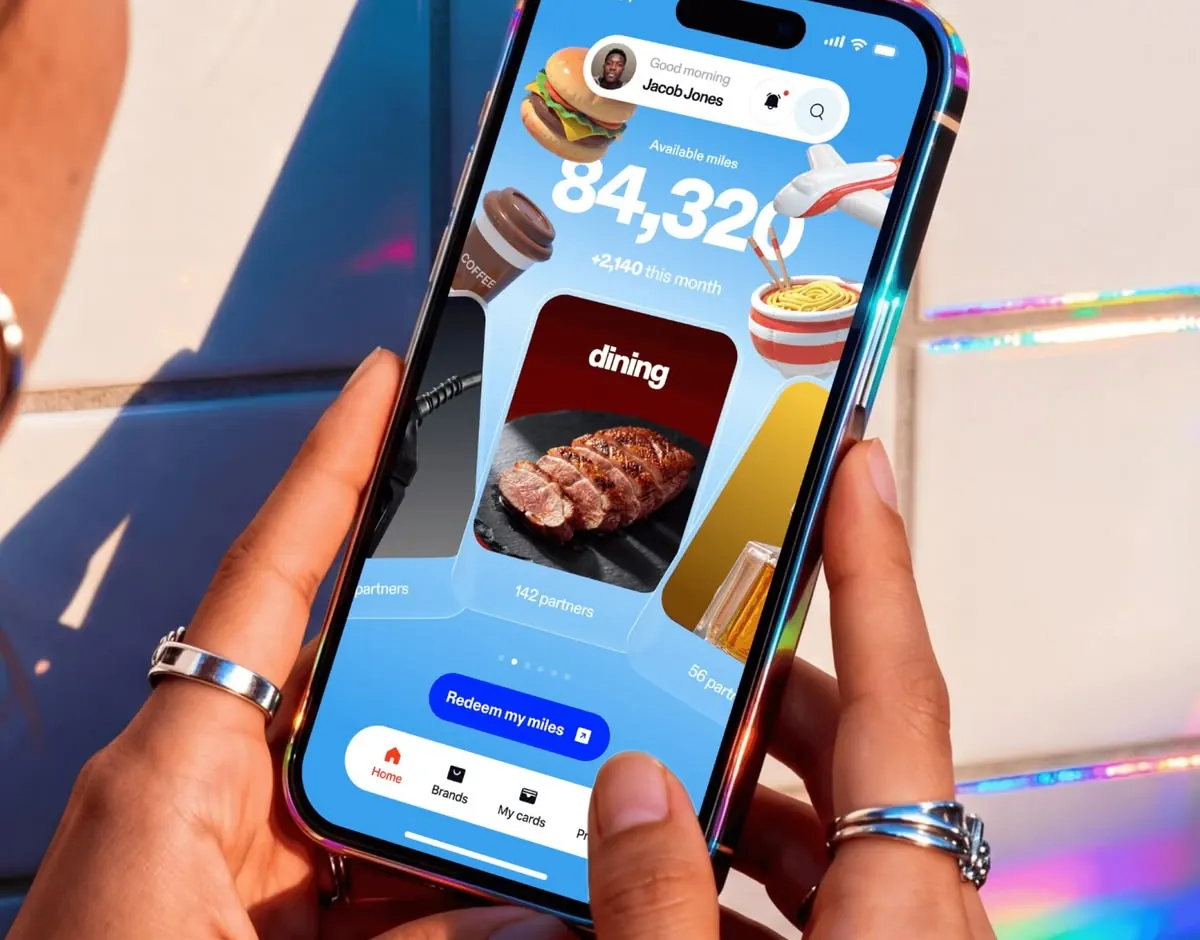 Good morning
Jacob Jones
Available miles
84,320
+2,140 this month
COFFEE
dining
partners
142 partners
56
Redeem my miles
Home
Brands
My cards